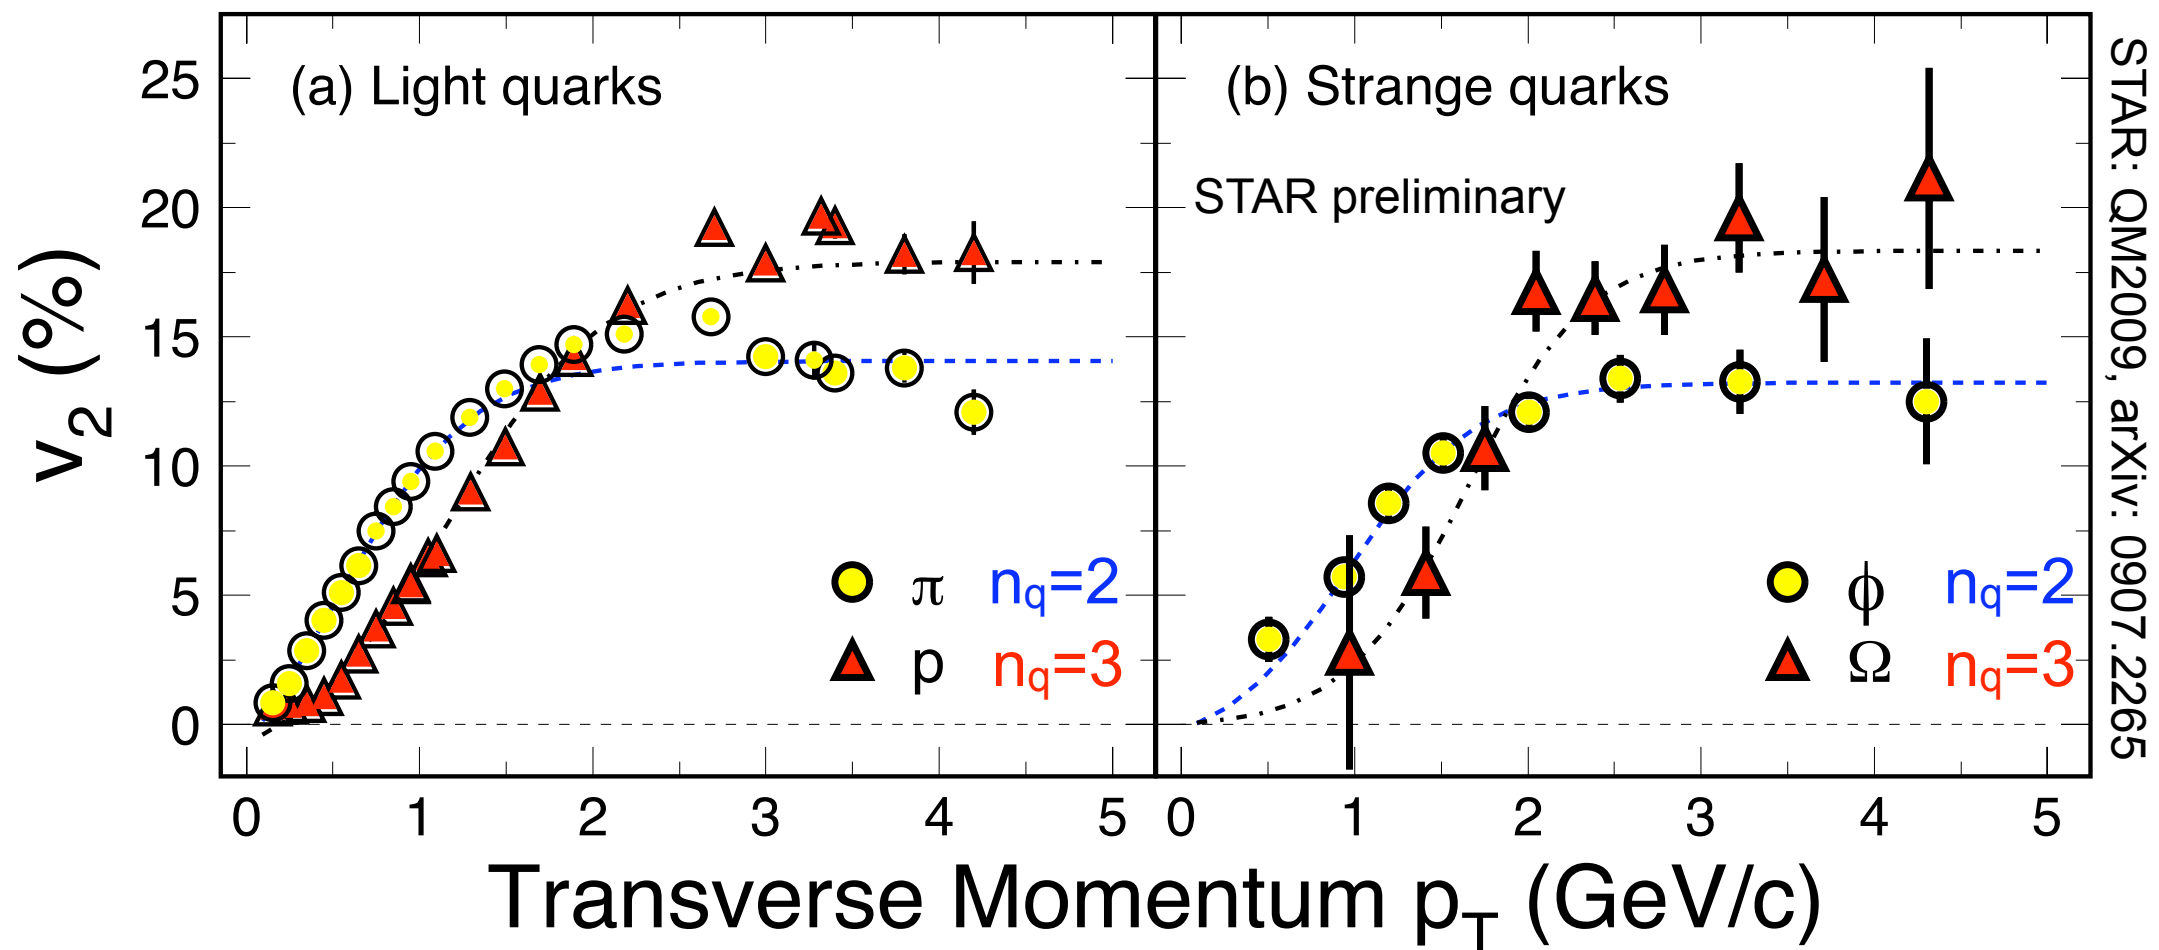 (a) Light quarks
(b) Strange quarks
STAR preliminary
25
20
15
10
5
0
v2 (%)
π nq=2
p nq=3
ϕ nq=2
Ω nq=3
0 1 2 3 4 5
0 1 2 3 4 5
Transverse Momentum pT (GeV/c)
STAR: QM2009, arXiv: 0907.2265